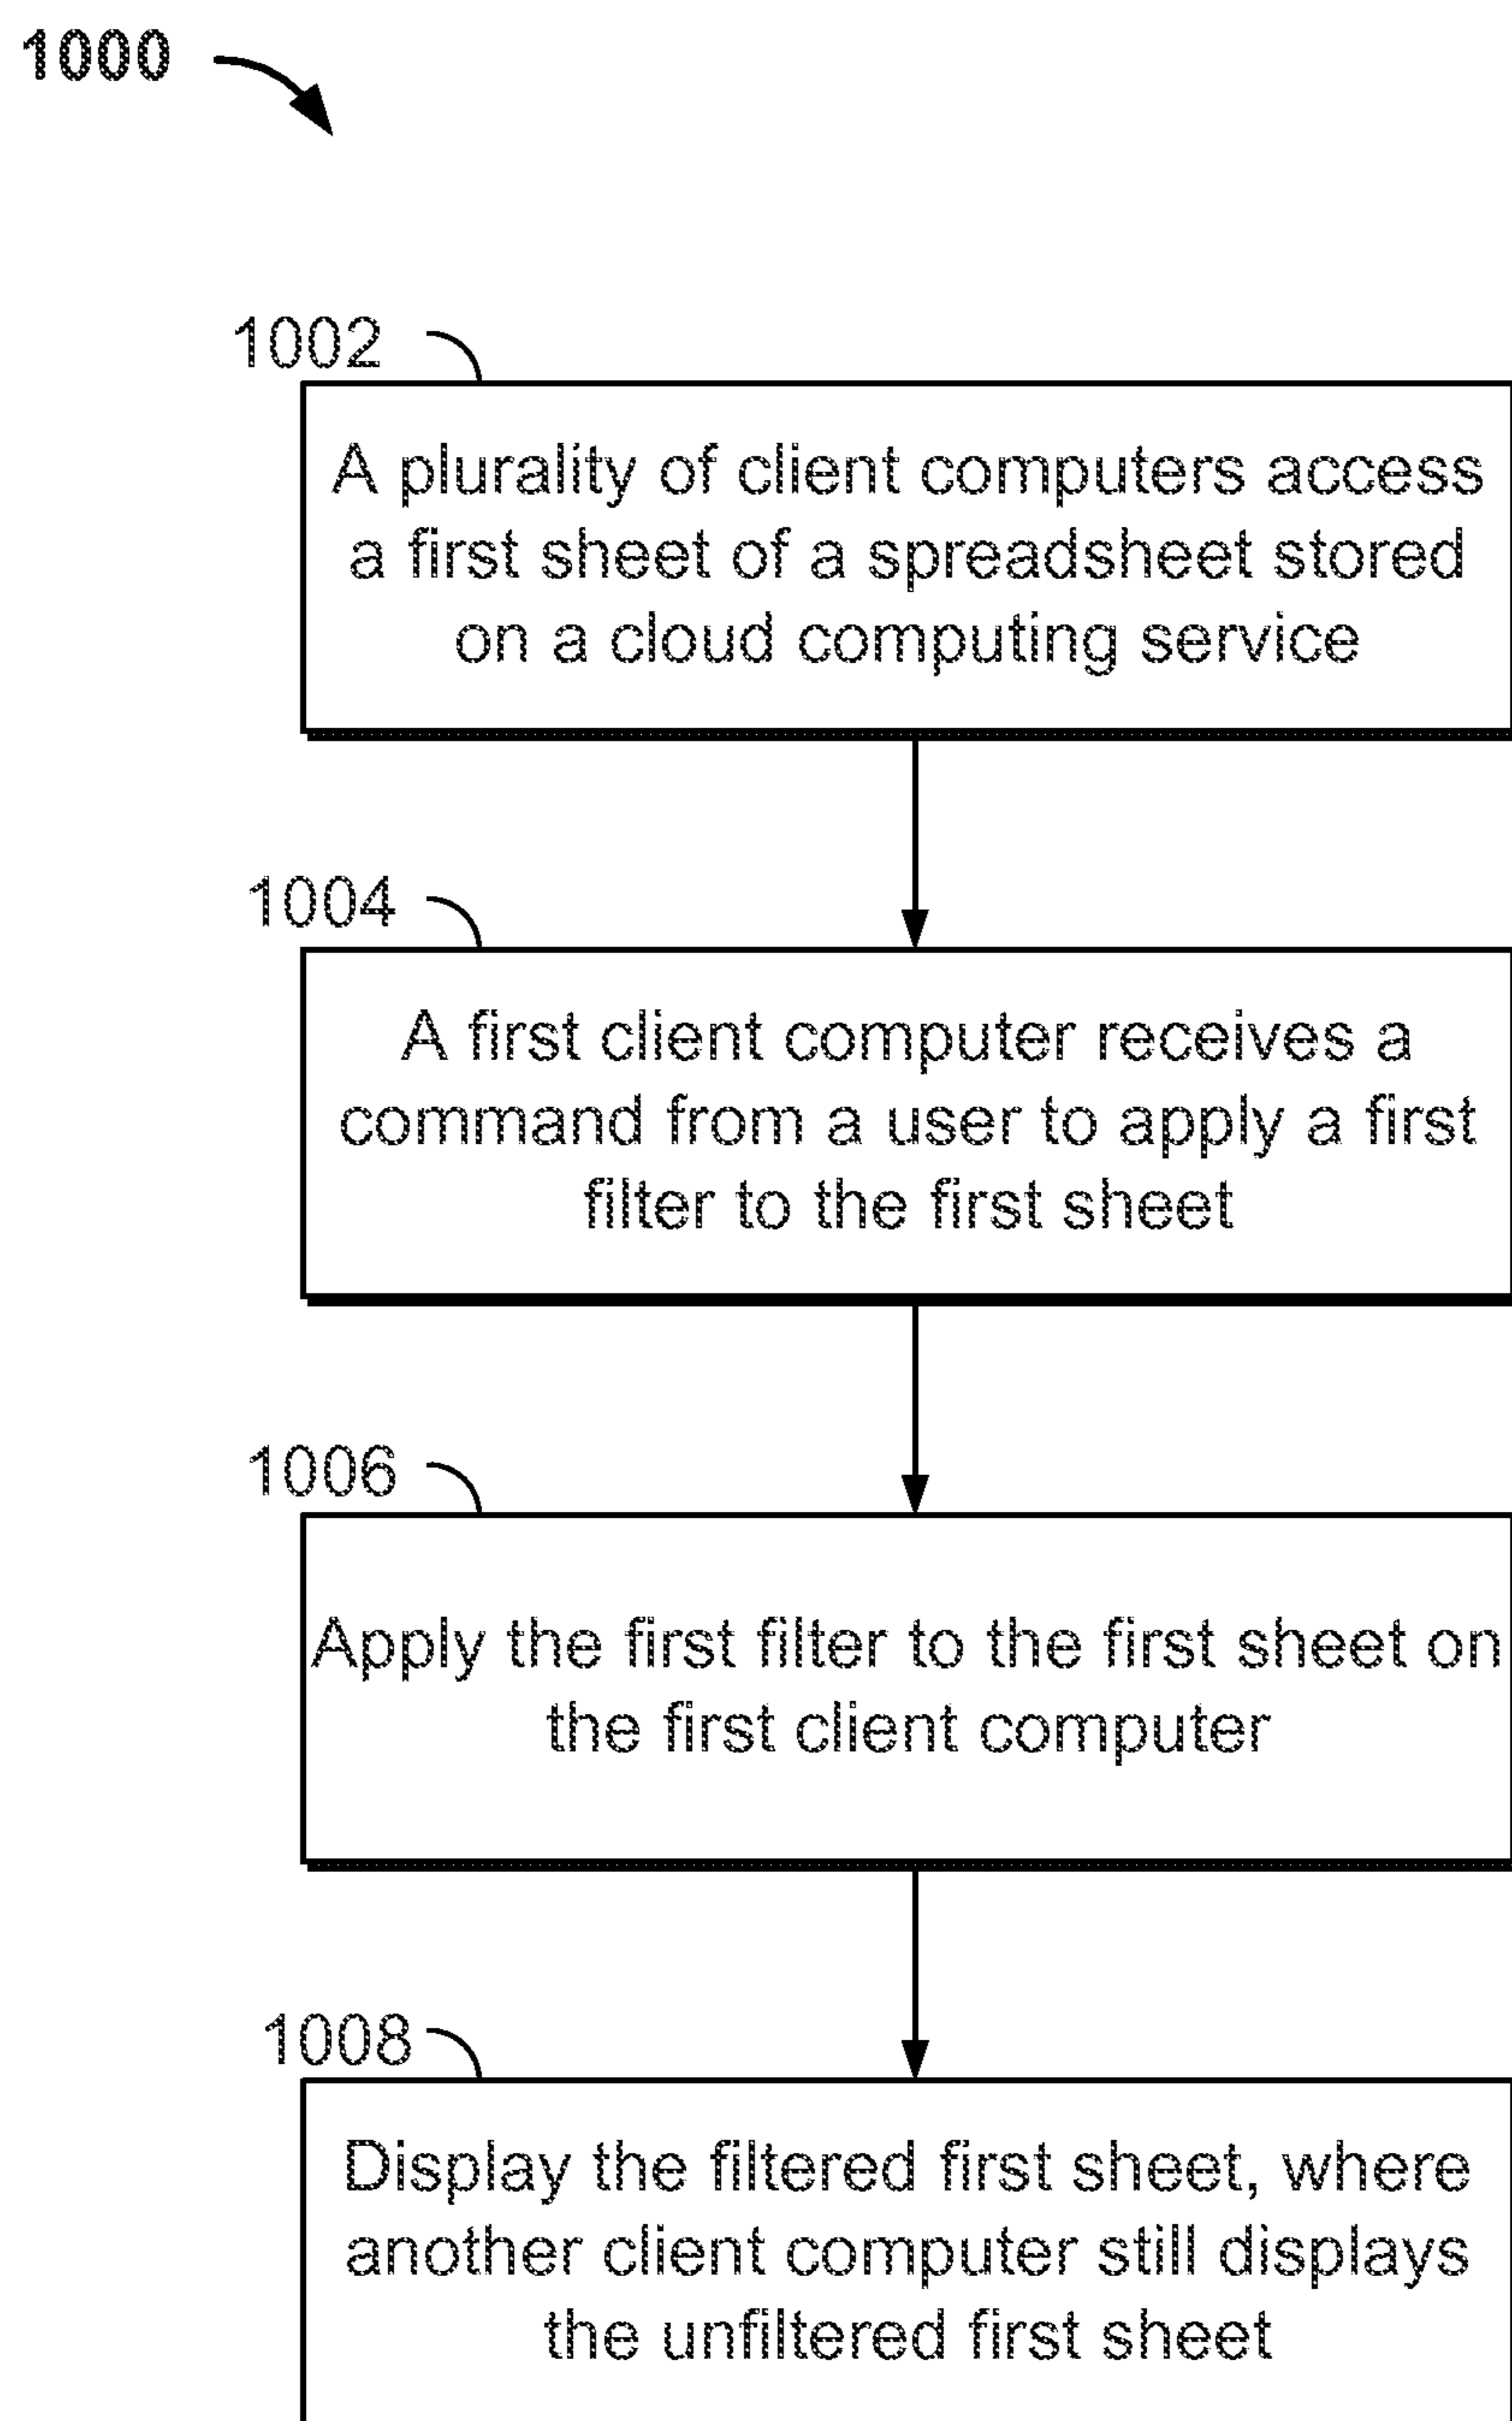 1000
1002
A plurality of client computers access
a first sheet of a spreadsheet stored
on a cloud computing service
1004
A first client computer receives a
command from a user to apply a first
filter to the first sheet
1006
Apply the first filter to the first sheet on
the first client computer
1008
Display the filtered first sheet, where
another client computer still displays
the unfiltered first sheet